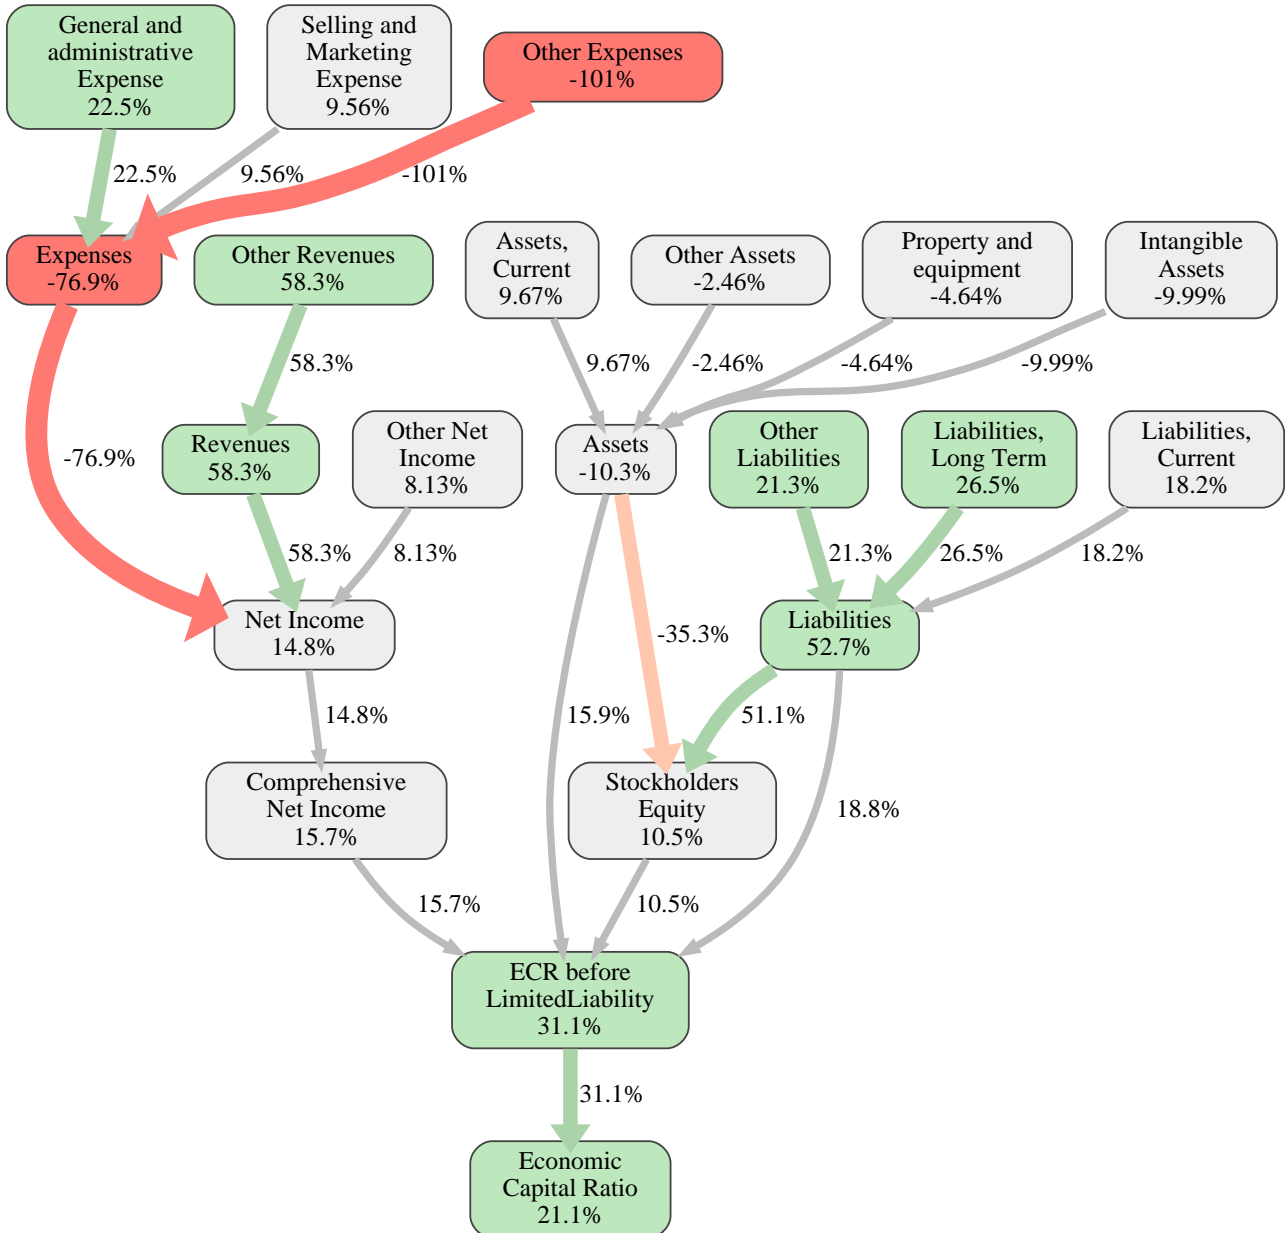 General and
administrative
Expense
22.5%
Selling and
Marketing
Expense
9.56%
Other Expenses
-101%
22.5%
9.56%
-101%
Expenses
-76.9%
Other Revenues
58.3%
Assets,
Current
9.67%
Other Assets
-2.46%
Property and
equipment
-4.64%
Intangible
Assets
-9.99%
58.3%
9.67%
-2.46%
-4.64%
-9.99%
-76.9%
Revenues
58.3%
Other Net
Income
8.13%
Assets
-10.3%
Other
Liabilities
21.3%
Liabilities,
Long Term
26.5%
Liabilities,
Current
18.2%
58.3%
8.13%
21.3%
26.5%
18.2%
Net Income
14.8%
-35.3%
Liabilities
52.7%
14.8%
15.9%
51.1%
Comprehensive
Net Income
15.7%
Stockholders
Equity
10.5%
18.8%
15.7%
10.5%
ECR before
LimitedLiability
31.1%
31.1%
Economic
Capital Ratio
21.1%